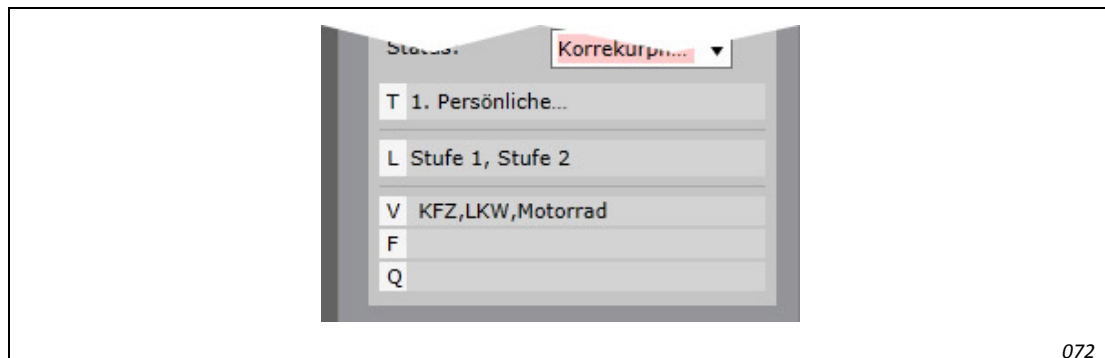 Korrekurph... ▼
T 1. Persönliche...
L Stufe 1, Stufe 2
V KFZ,LKW,Motorrad
F
Q
072